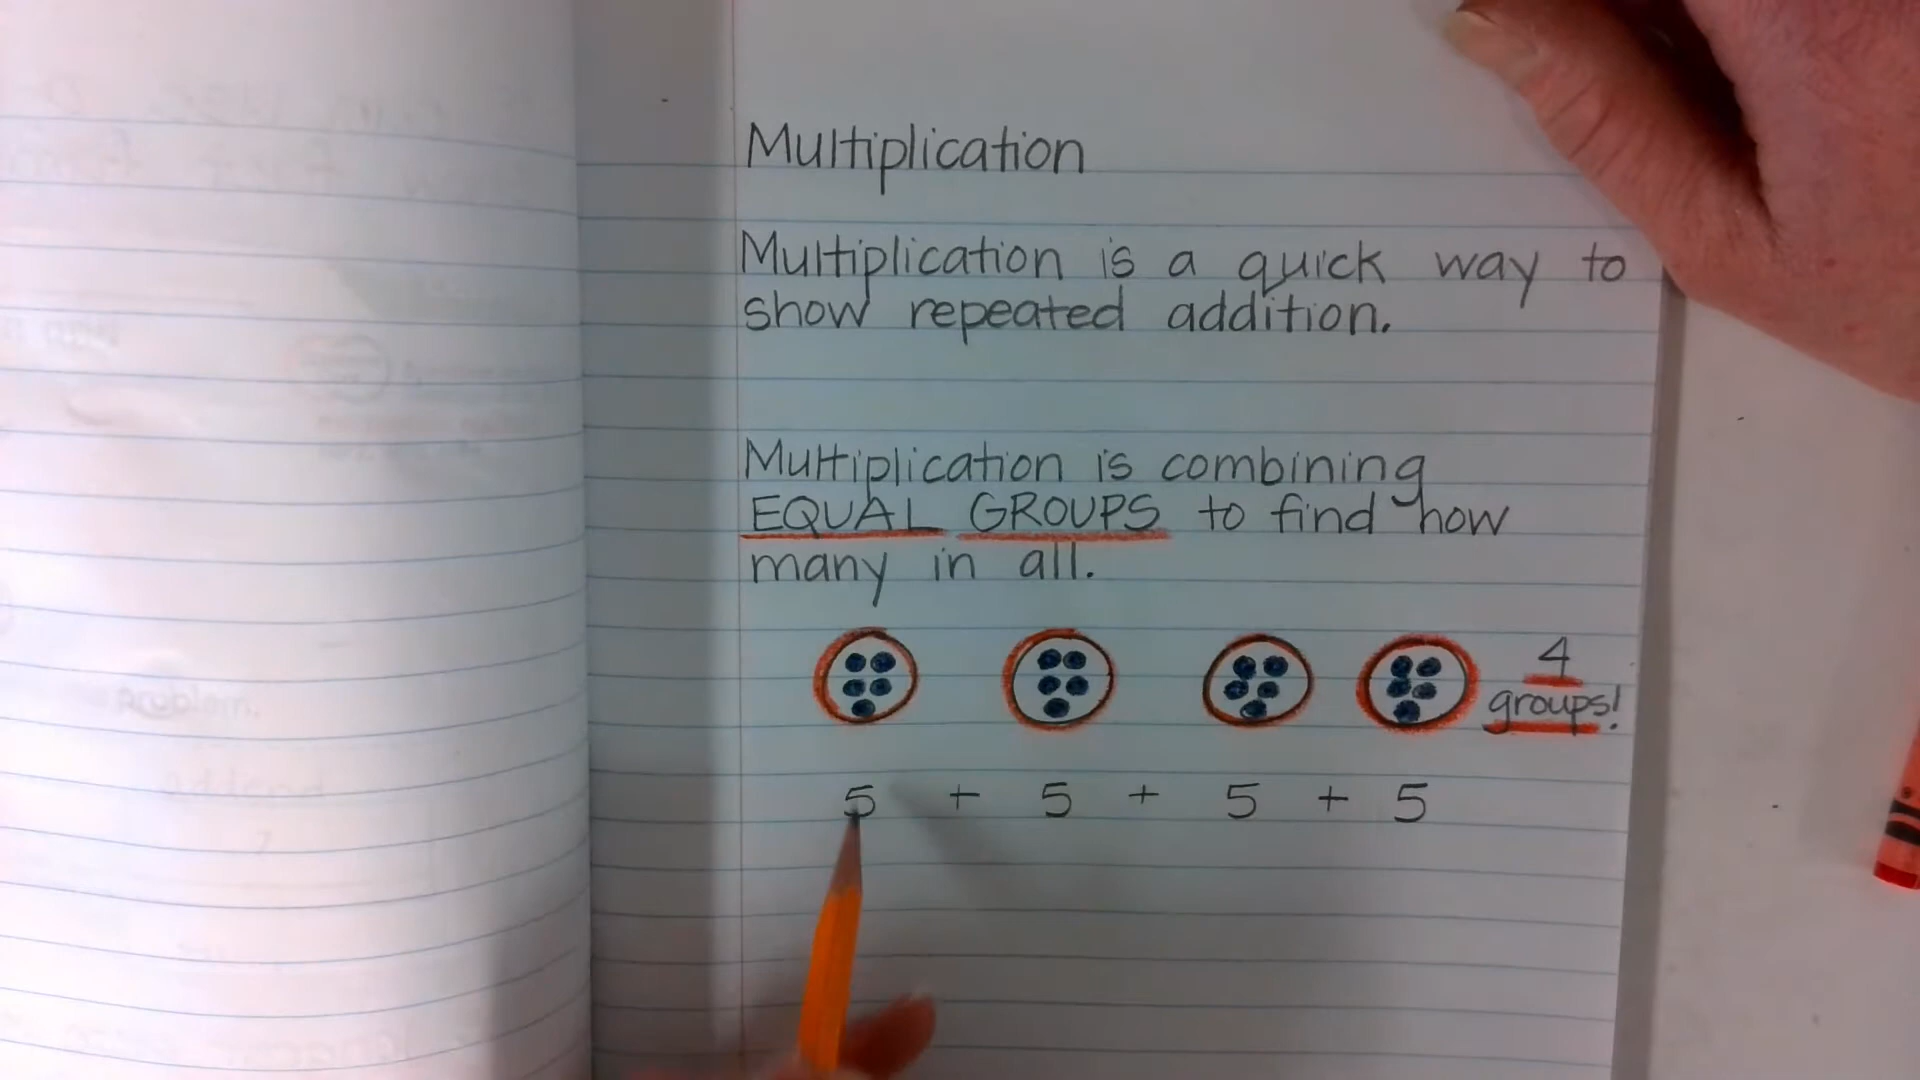 Multiplication
Multiplication is a quick way to
show repeated addition.
Multiplication is combining
EQUAL GROUPS to find how
many in all.
4
groups!
5 + 5 + 5 + 5
problem.